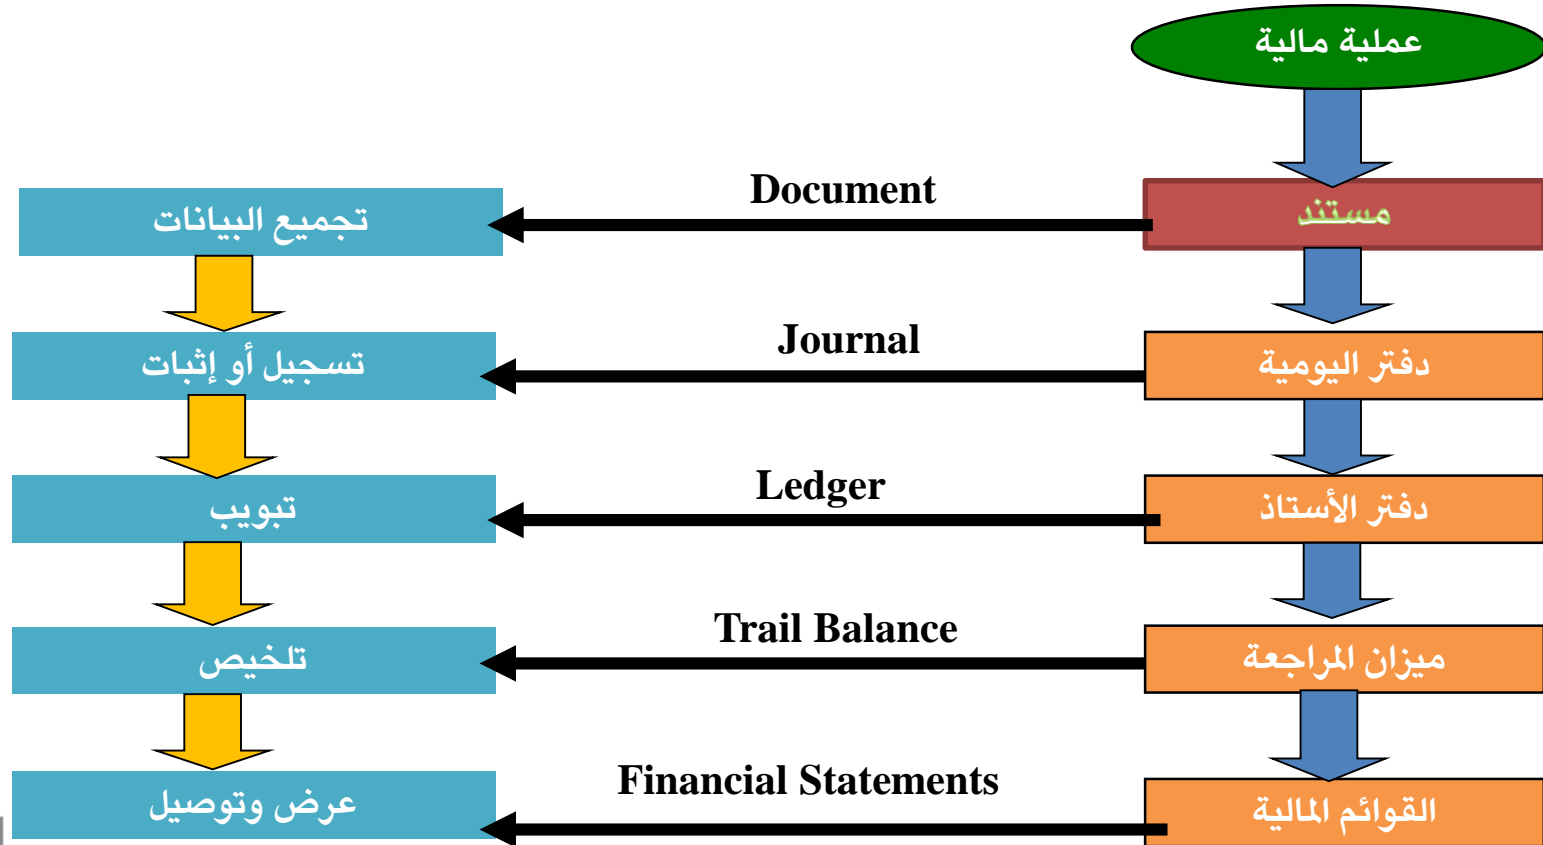 عملية مالية
مستند
Document
تجميع البيانات
دفتر اليومية
Journal
تسجيل أو إثبات
دفتر الأستاذ
Ledger
تبويب
ميزان المراجعة
Trail Balance
تلخيص
القوائم المالية
Financial Statements
عرض وتوصيل